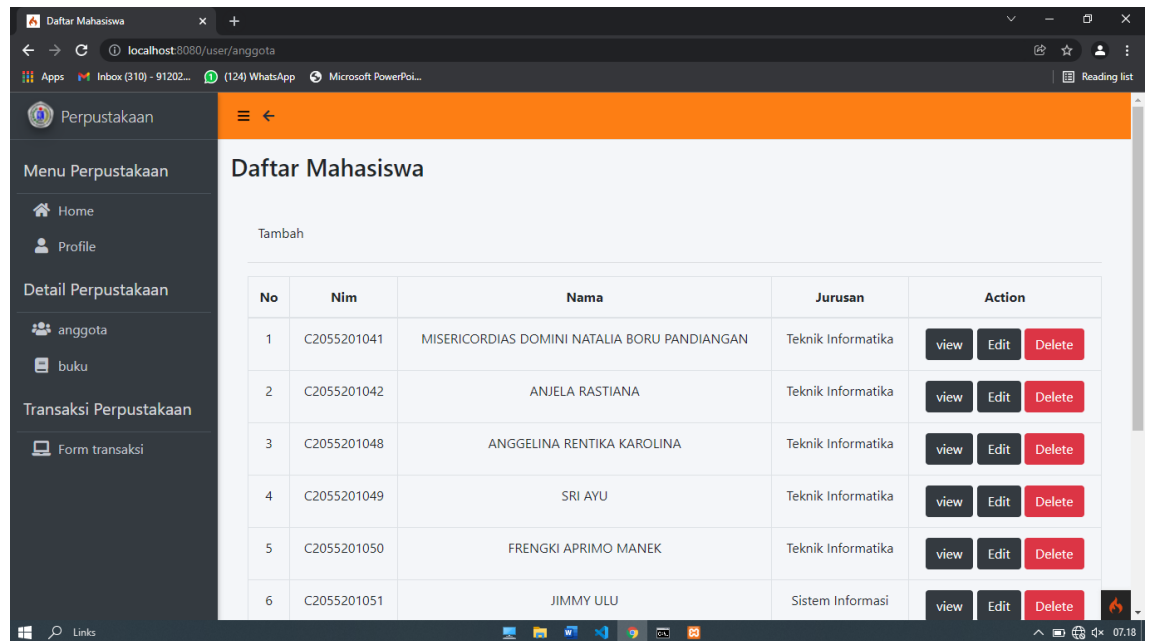 Daftar Mahasiswa
localhost:8080/user/anggota
Apps Inbox (310) - 91202... (124) WhatsApp Microsoft PowerPoi... Reading list
Perpustakaan
Menu Perpustakaan
Home
Profile
Detail Perpustakaan
anggota
buku
Transaksi Perpustakaan
Form transaksi
Daftar Mahasiswa
Tambah
No Nim Nama Jurusan Action
1 C2055201041 MISERICORDIAS DOMINI NATALIA BORU PANDIANGAN Teknik Informatika view Edit Delete
2 C2055201042 ANJELA RASTIANA Teknik Informatika view Edit Delete
3 C2055201048 ANGGELINA RENTIKA KAROLINA Teknik Informatika view Edit Delete
4 C2055201049 SRI AYU Teknik Informatika view Edit Delete
5 C2055201050 FRENGKI APRIMO MANEK Teknik Informatika view Edit Delete
6 C2055201051 JIMMY ULU Sistem Informasi view Edit Delete
Links 07.18